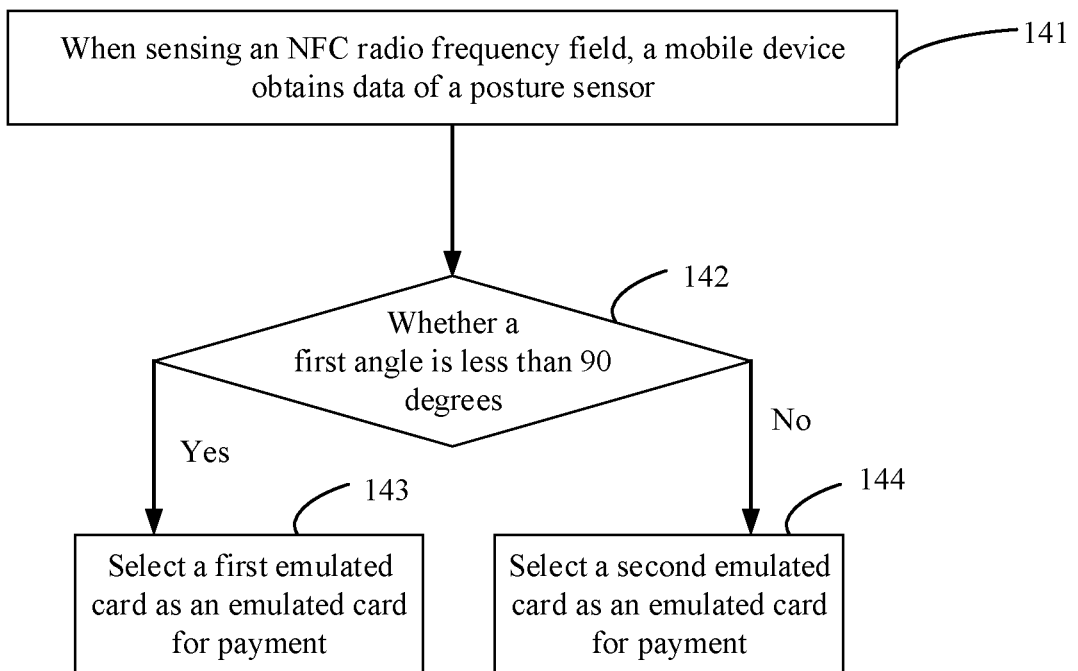 When sensing an NFC radio frequency field, a mobile device
obtains data of a posture sensor
141
142
Whether a
first angle is less than 90
degrees
Yes
No
143
144
Select a first emulated
card as an emulated card
for payment
Select a second emulated
card as an emulated card
for payment